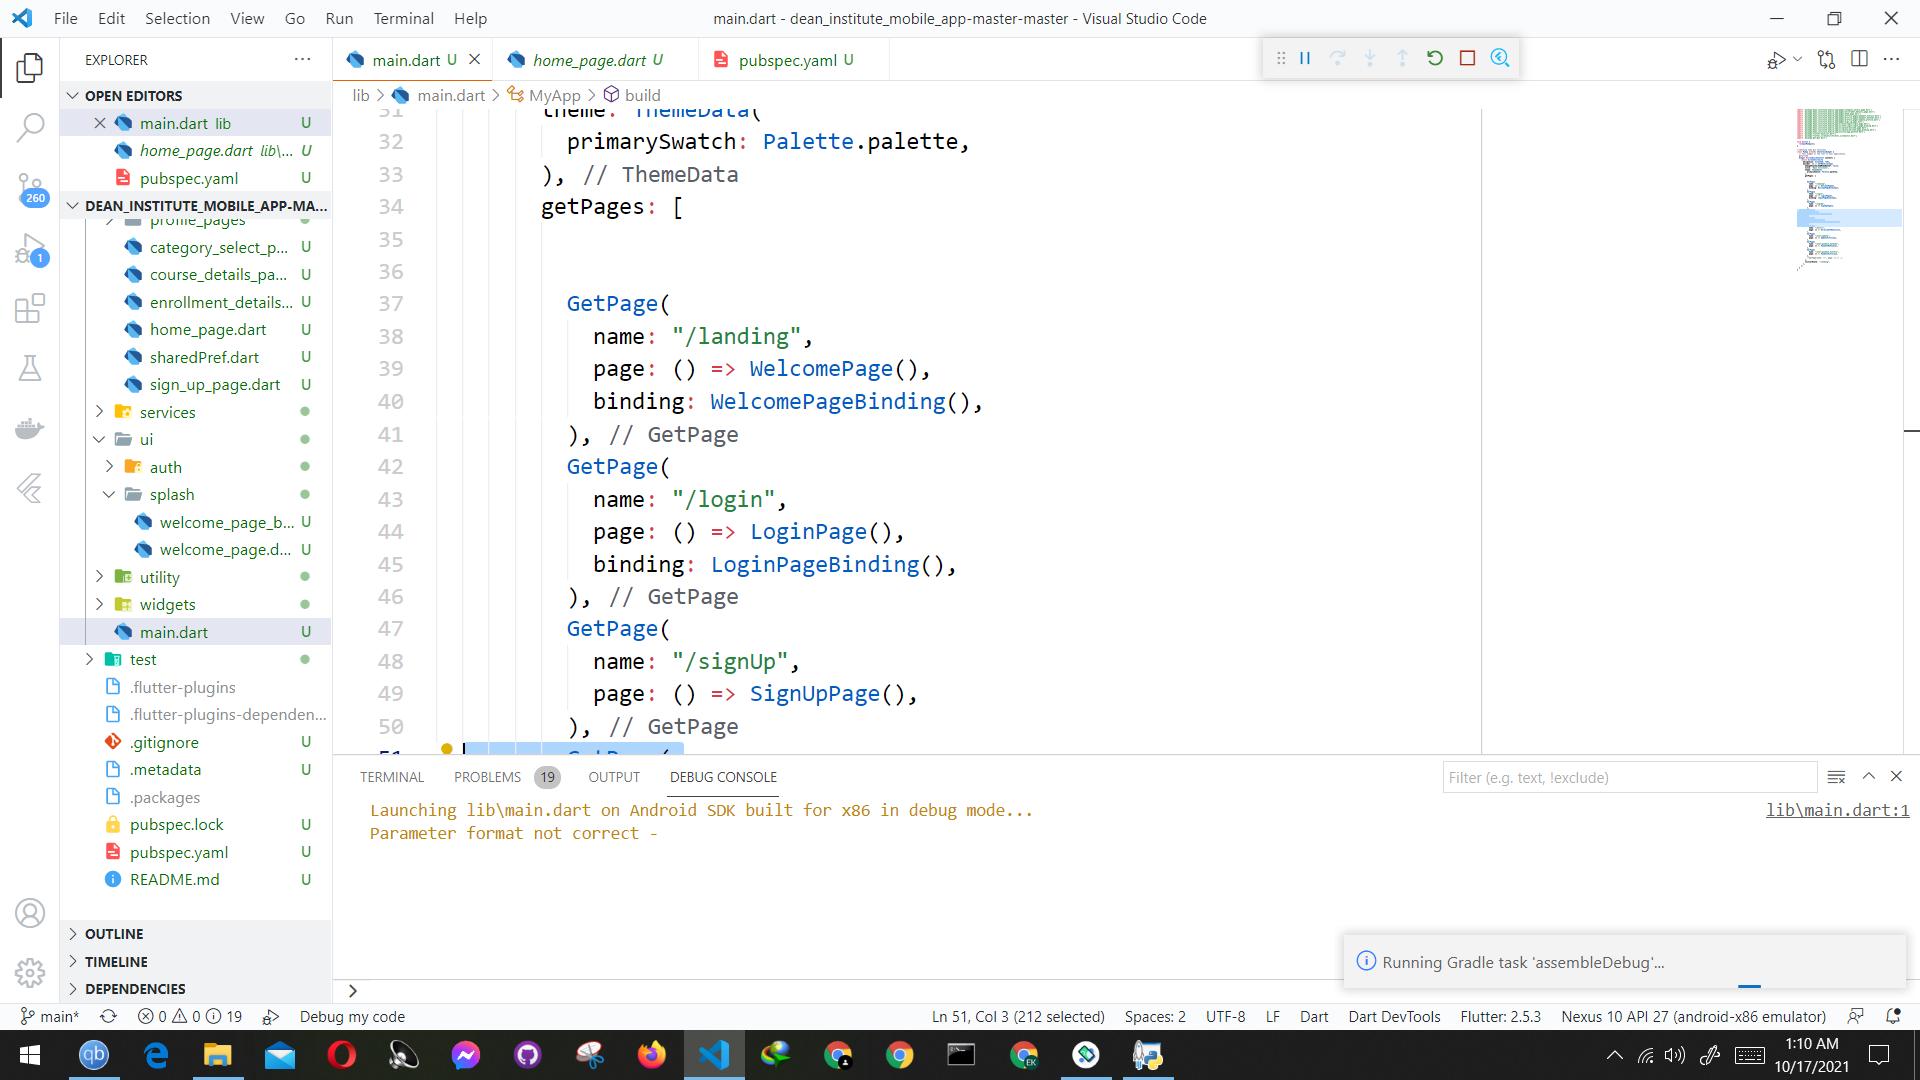 File Edit Selection View Go Run Terminal Help
main.dart - dean_institute_mobile_app-master-master - Visual Studio Code
EXPLORER
OPEN EDITORS
main.dart lib U
home_page.dart lib\... U
pubspec.yaml U
DEAN_INSTITUTE_MOBILE_APP-MA...
profile_pages
category_select_p... U
course_details_pa... U
enrollment_details... U
home_page.dart U
sharedPref.dart U
sign_up_page.dart U
services
ui
auth
splash
welcome_page_b... U
welcome_page.d... U
utility
widgets
main.dart U
test
.flutter-plugins
.flutter-plugins-dependen...
.gitignore U
.metadata U
.packages
pubspec.lock U
pubspec.yaml U
README.md U
OUTLINE
TIMELINE
DEPENDENCIES
260
1
main.dart U
home_page.dart U
pubspec.yaml U
lib > main.dart > MyApp > build
31 theme: ThemeData(
32 primarySwatch: Palette.palette,
33 ), // ThemeData
34 getPages: [
35
36
37 GetPage(
38 name: "/landing",
39 page: () => WelcomePage(),
40 binding: WelcomePageBinding(),
41 ), // GetPage
42 GetPage(
43 name: "/login",
44 page: () => LoginPage(),
45 binding: LoginPageBinding(),
46 ), // GetPage
47 GetPage(
48 name: "/signUp",
49 page: () => SignUpPage(),
50 ), // GetPage
51 GetPage(
TERMINAL PROBLEMS 19 OUTPUT DEBUG CONSOLE
Filter (e.g. text, !exclude)
Launching lib\main.dart on Android SDK built for x86 in debug mode...
lib\main.dart:1
Parameter format not correct -
Running Gradle task 'assembleDebug'...
main* 0 0 19 Debug my code
Ln 51, Col 3 (212 selected) Spaces: 2 UTF-8 LF Dart Dart DevTools Flutter: 2.5.3 Nexus 10 API 27 (android-x86 emulator)
qb
EK
1:10 AM
10/17/2021